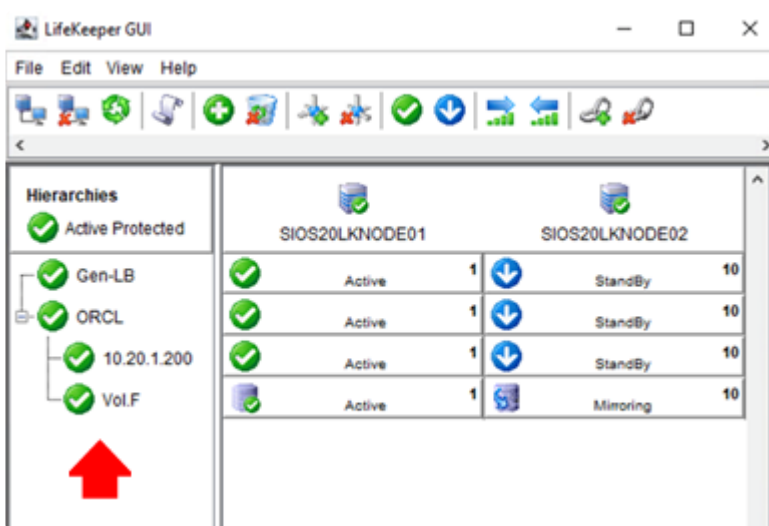 LifeKeeper GUI
File Edit View Help
Hierarchies
Active Protected
SIOS20LKNODE01
SIOS20LKNODE02
Gen-LB
Active 1
StandBy 10
ORCL
Active 1
StandBy 10
10.20.1.200
Active 1
StandBy 10
Vol.F
Active 1
Mirroring 10